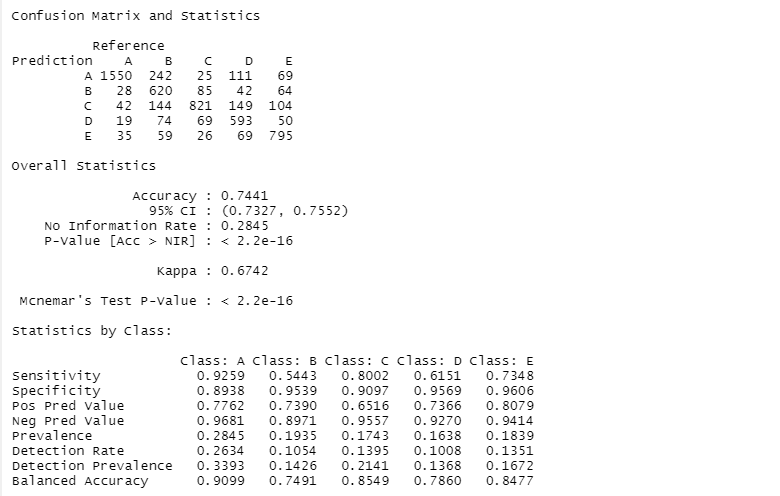 Confusion Matrix and Statistics
Reference
Prediction A B C D E
A 1550 242 25 111 69
B 28 620 85 42 64
C 42 144 821 149 104
D 19 74 69 593 50
E 35 59 26 69 795
Overall Statistics
Accuracy : 0.7441
95% CI : (0.7327, 0.7552)
No Information Rate : 0.2845
P-Value [Acc > NIR] : < 2.2e-16
Kappa : 0.6742
Mcnemar's Test P-Value : < 2.2e-16
Statistics by Class:
Class: A Class: B Class: C Class: D Class: E
Sensitivity 0.9259 0.5443 0.8002 0.6151 0.7348
Specificity 0.8938 0.9539 0.9097 0.9569 0.9606
Pos Pred Value 0.7762 0.7390 0.6516 0.7366 0.8079
Neg Pred Value 0.9681 0.8971 0.9557 0.9270 0.9414
Prevalence 0.2845 0.1935 0.1743 0.1638 0.1839
Detection Rate 0.2634 0.1054 0.1395 0.1008 0.1351
Detection Prevalence 0.3393 0.1426 0.2141 0.1368 0.1672
Balanced Accuracy 0.9099 0.7491 0.8549 0.7860 0.8477